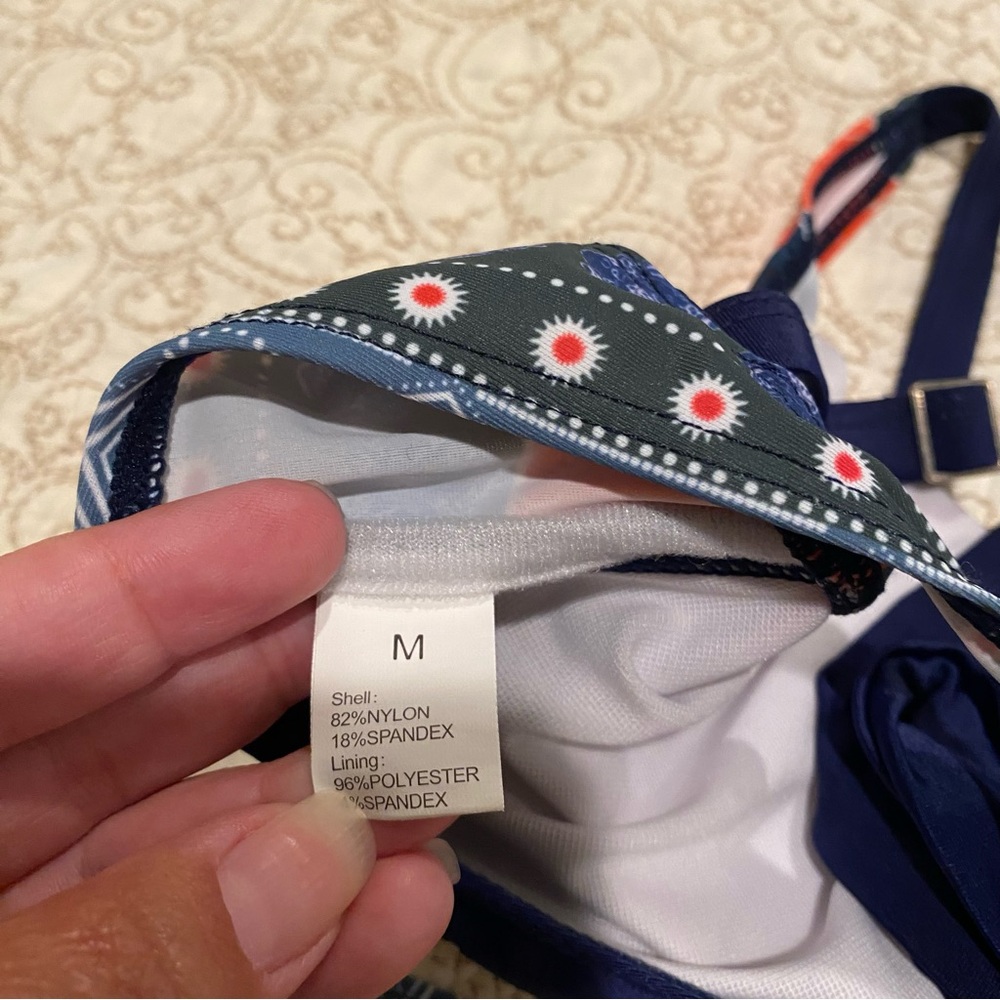 M
Shell:
82%NYLON
18%SPANDEX
Lining:
96%POLYESTER
%SPANDEX